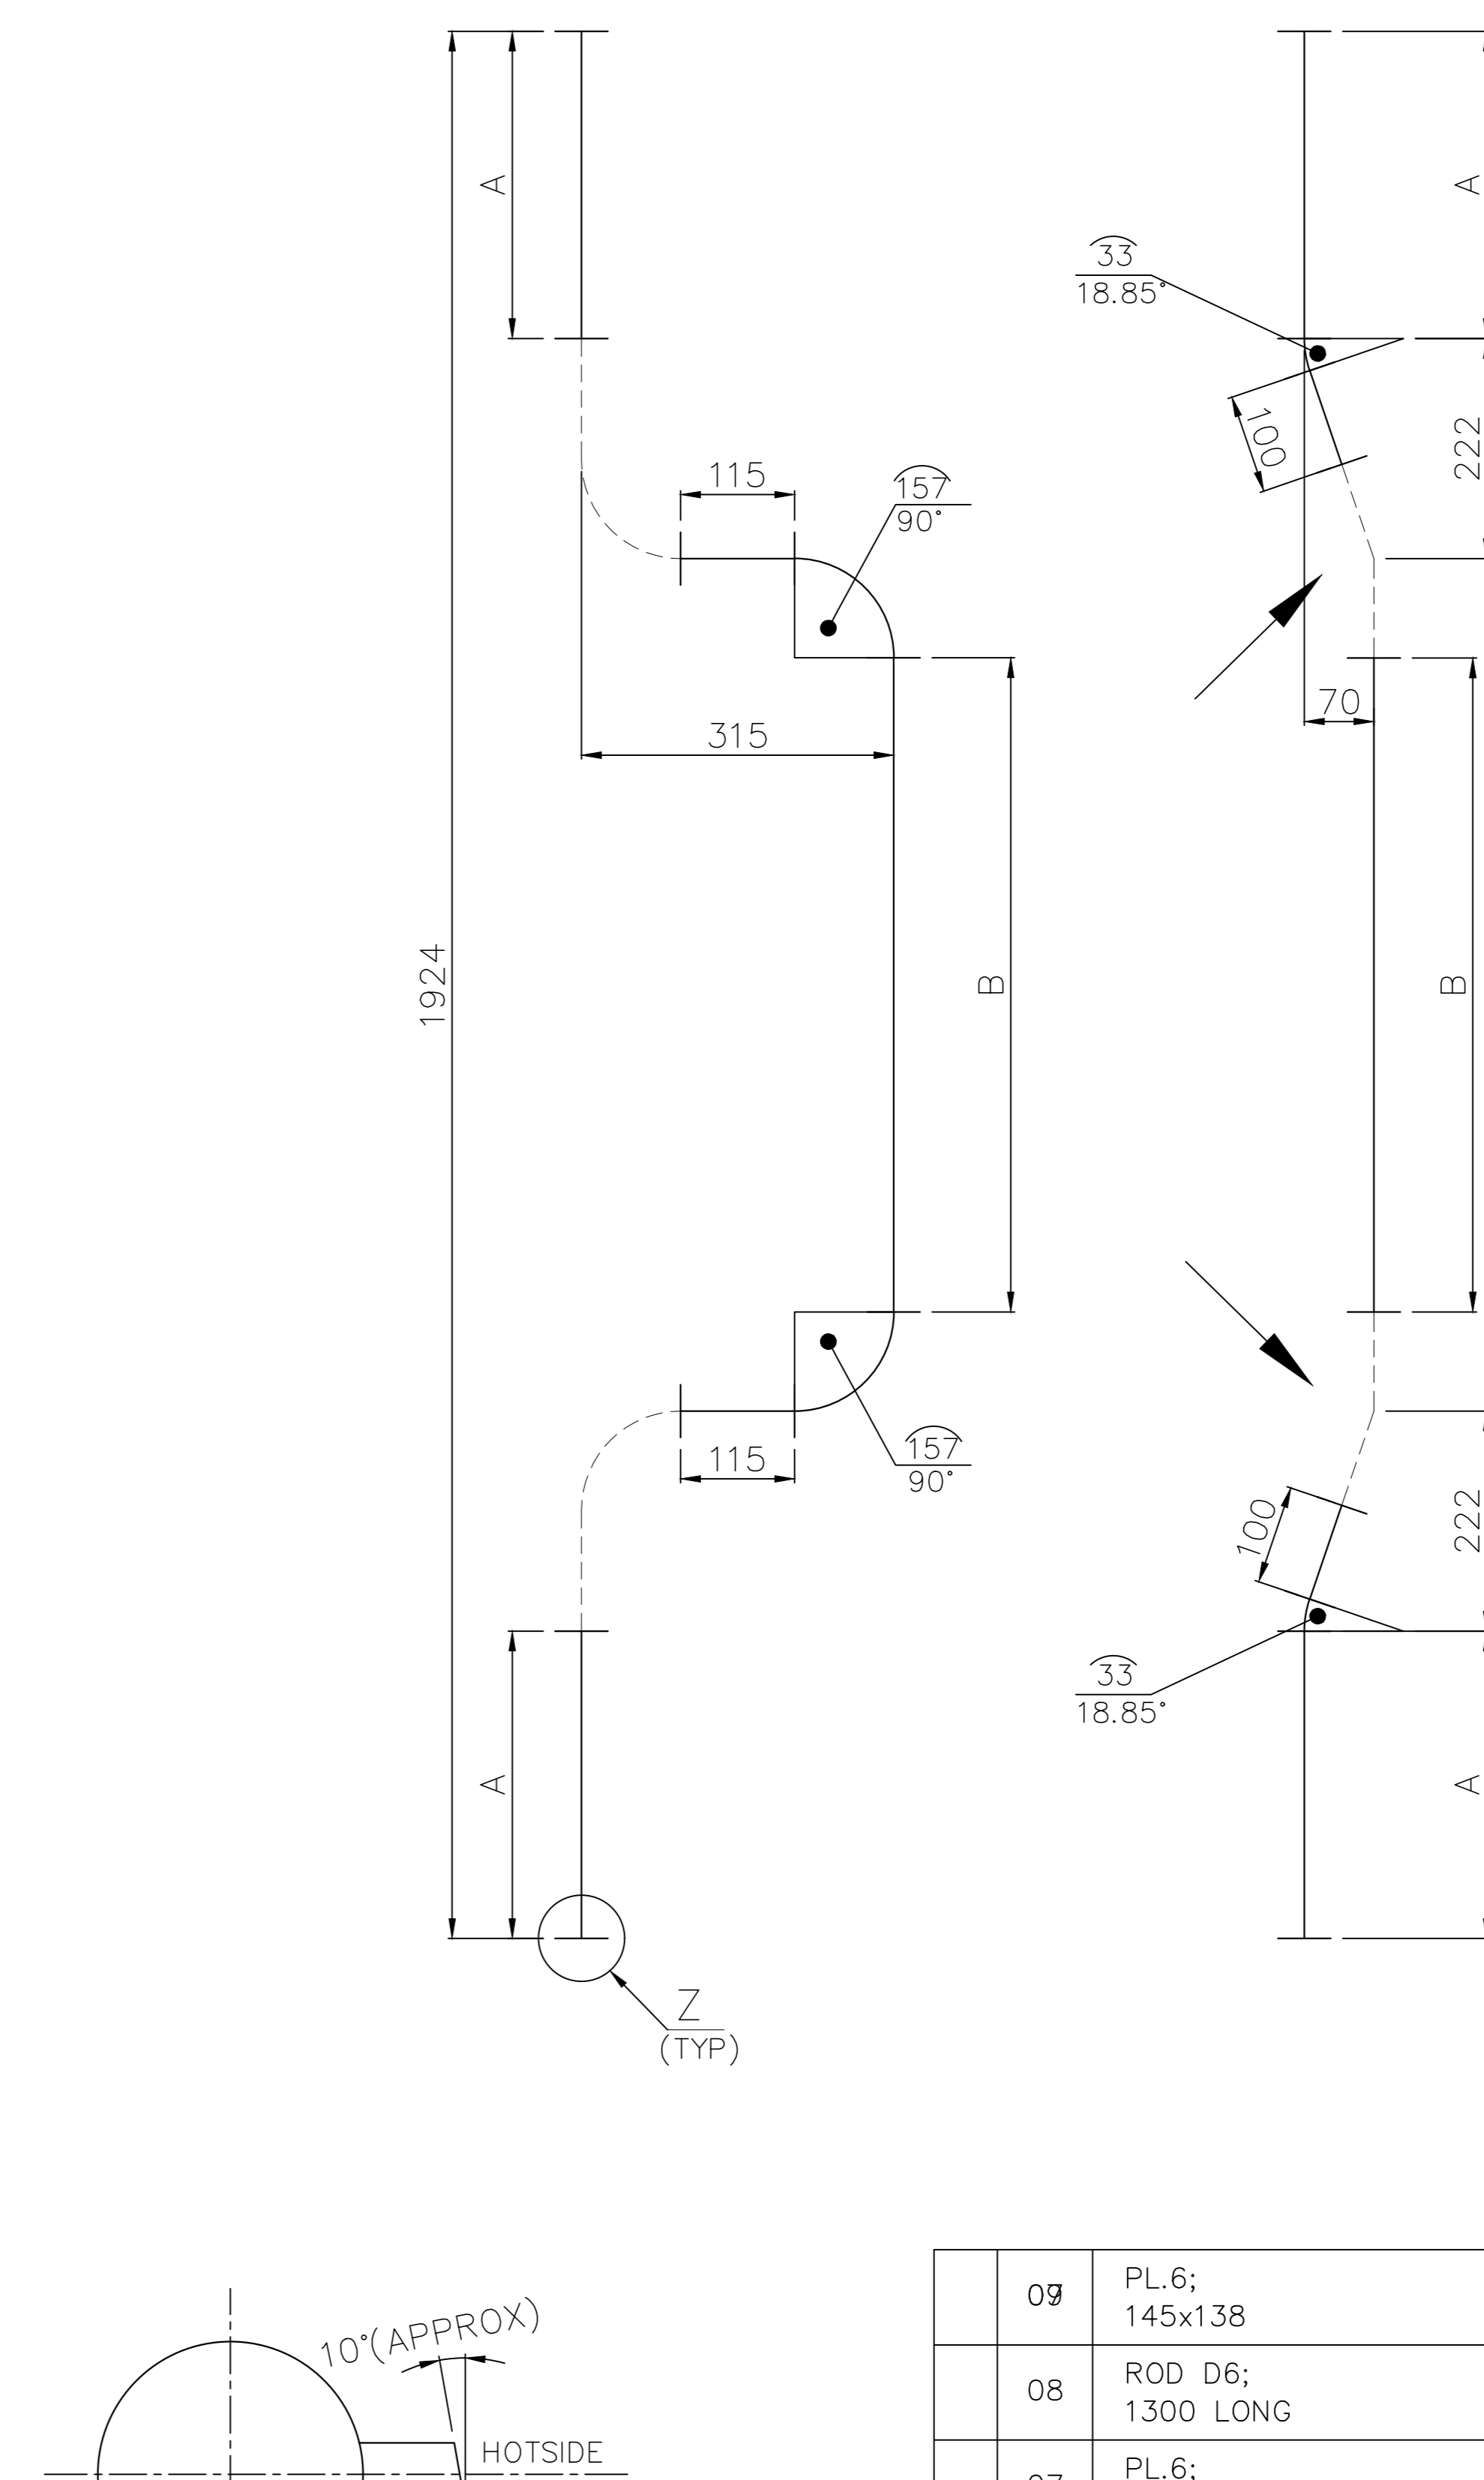 A
A
33
18.85°
115
157
90°
100
222
70
315
1924
B
B
115
157
90°
100
222
33
18.85°
A
A
Z
(TYP)
10°(APPROX)
HOTSIDE
PL.6;
145x138
08
ROD D6;
1300 LONG
PL.6;